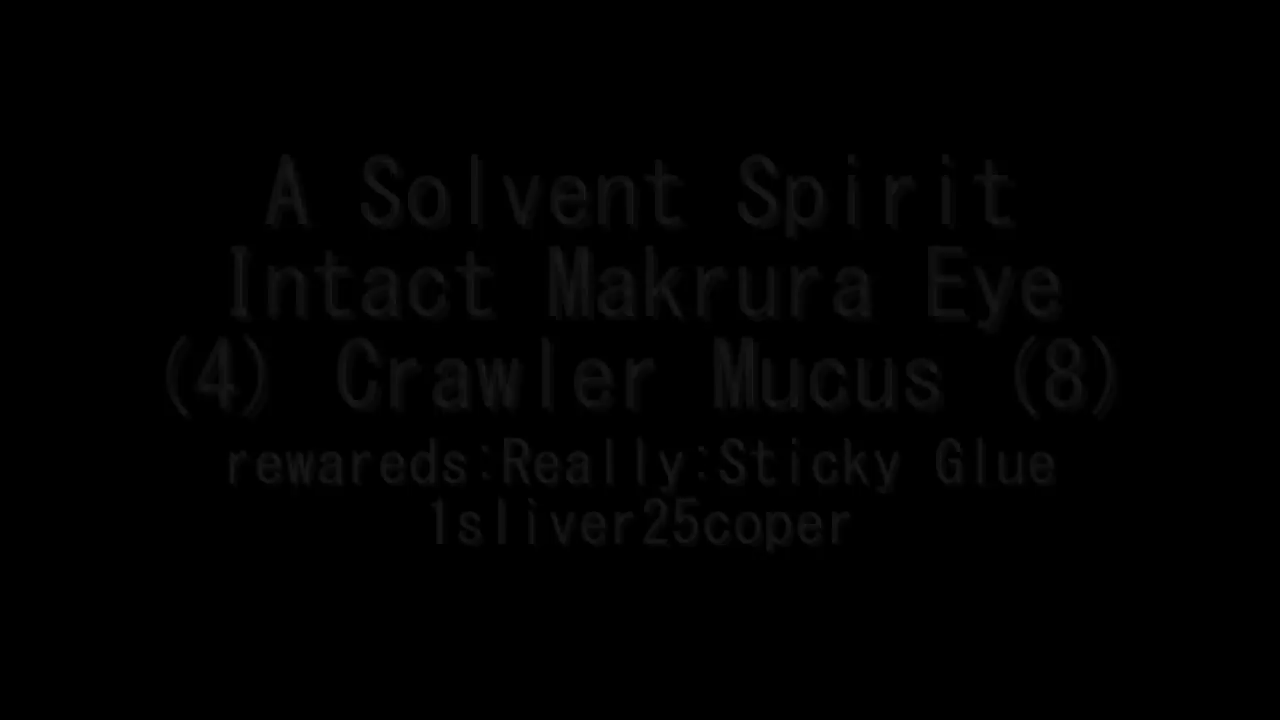 A Solvent Spirit
Intact Makrura Eye
(4) Crawler Mucus (8)
rewareds:Really:Sticky Glue
1sliver25coper